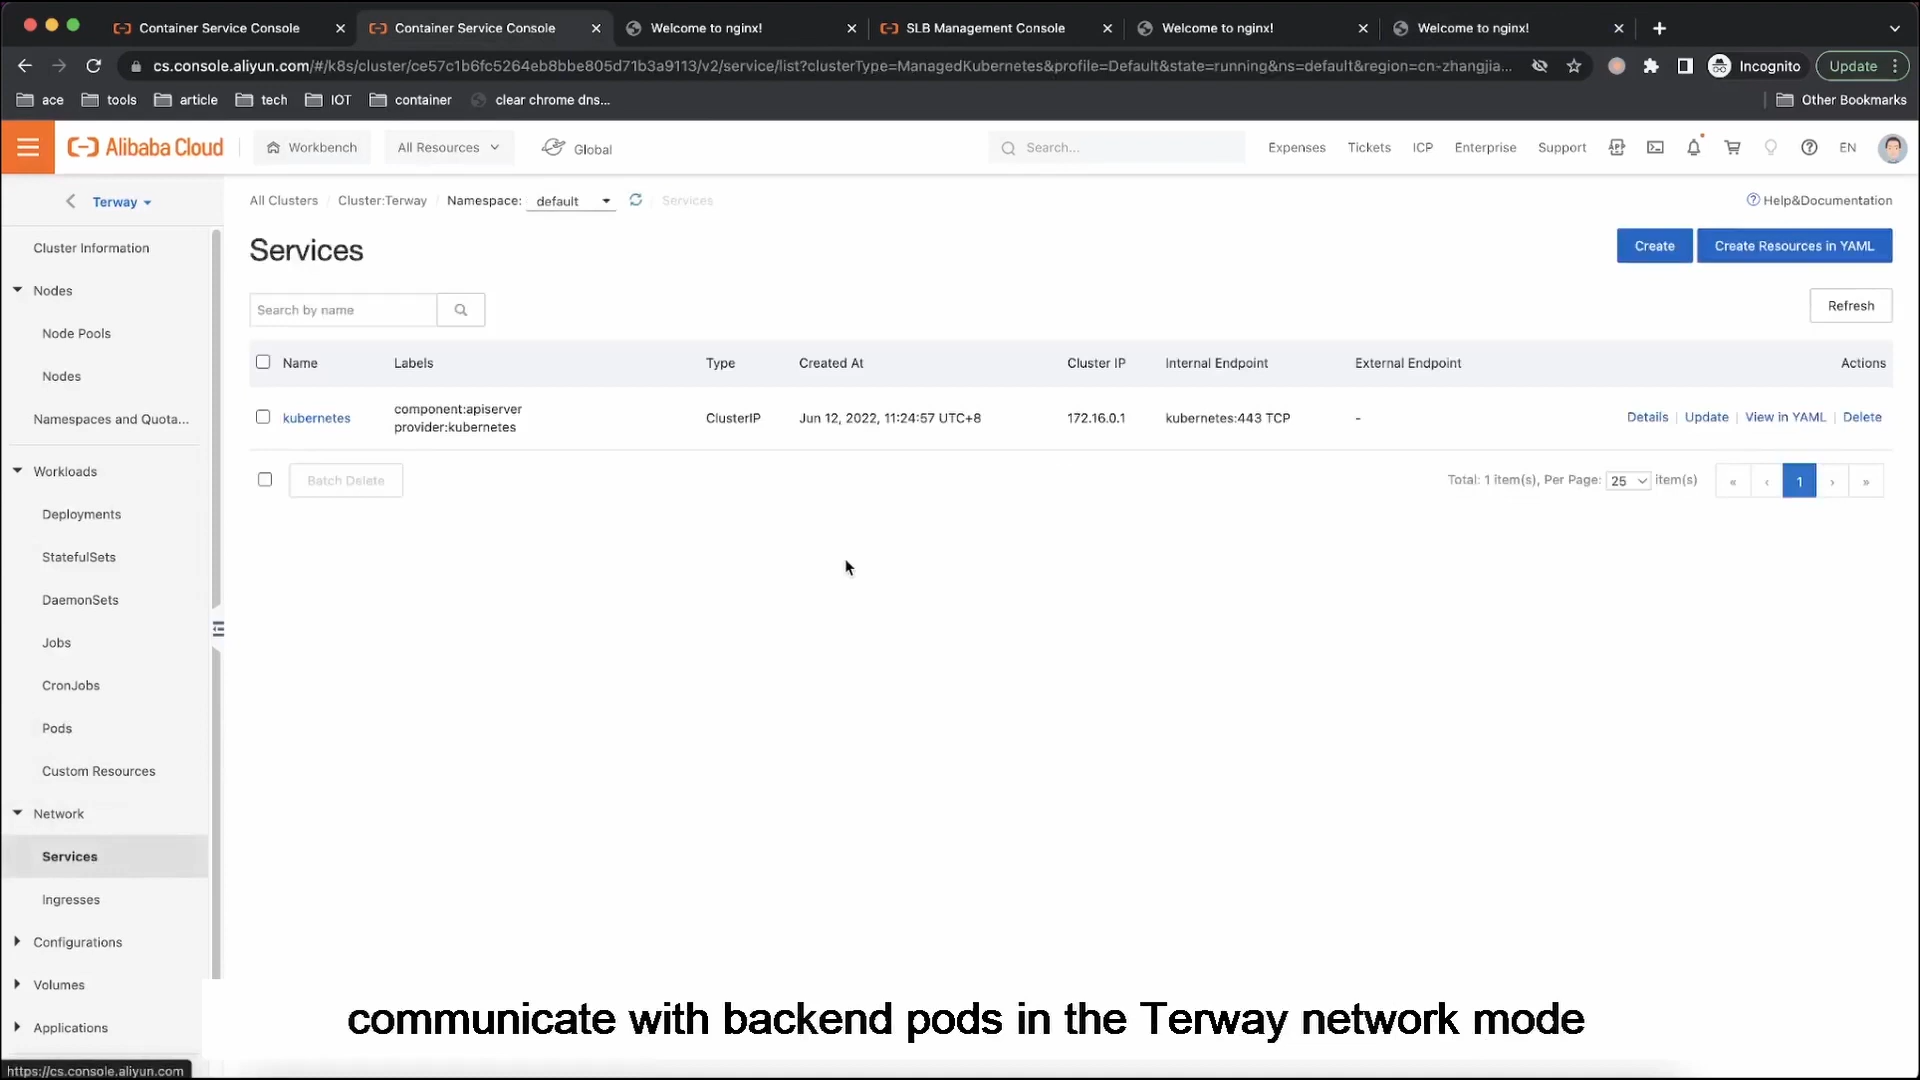 Container Service Console
Container Service Console
Welcome to nginx!
SLB Management Console
Welcome to nginx!
Welcome to nginx!
cs.console.aliyun.com/#/k8s/cluster/ce57c1b6fc5264eb8bbe805d71b3a9113/v2/service/list?clusterType=ManagedKubernetes&profile=Default&state=running&ns=default&region=cn-zhangjia...
Incognito
Update
ace
tools
article
tech
IOT
container
clear chrome dns...
Other Bookmarks
Alibaba Cloud
Workbench
All Resources
Global
Search...
Expenses
Tickets
ICP
Enterprise
Support
EN
Terway
All Clusters / Cluster:Terway / Namespace: default / Services
Help&Documentation
Cluster Information
Nodes
Node Pools
Nodes
Namespaces and Quota...
Workloads
Deployments
StatefulSets
DaemonSets
Jobs
CronJobs
Pods
Custom Resources
Network
Services
Ingresses
Configurations
Volumes
Applications
Services
Create
Create Resources in YAML
Search by name
Refresh
Name Labels Type Created At Cluster IP Internal Endpoint External Endpoint Actions
kubernetes component:apiserver ClusterIP Jun 12, 2022, 11:24:57 UTC+8 172.16.0.1 kubernetes:443 TCP - Details | Update | View in YAML | Delete
provider:kubernetes
Batch Delete
Total: 1 item(s), Per Page: 25 item(s) « ‹ 1 › »
communicate with backend pods in the Terway network mode
https://cs.console.aliyun.com